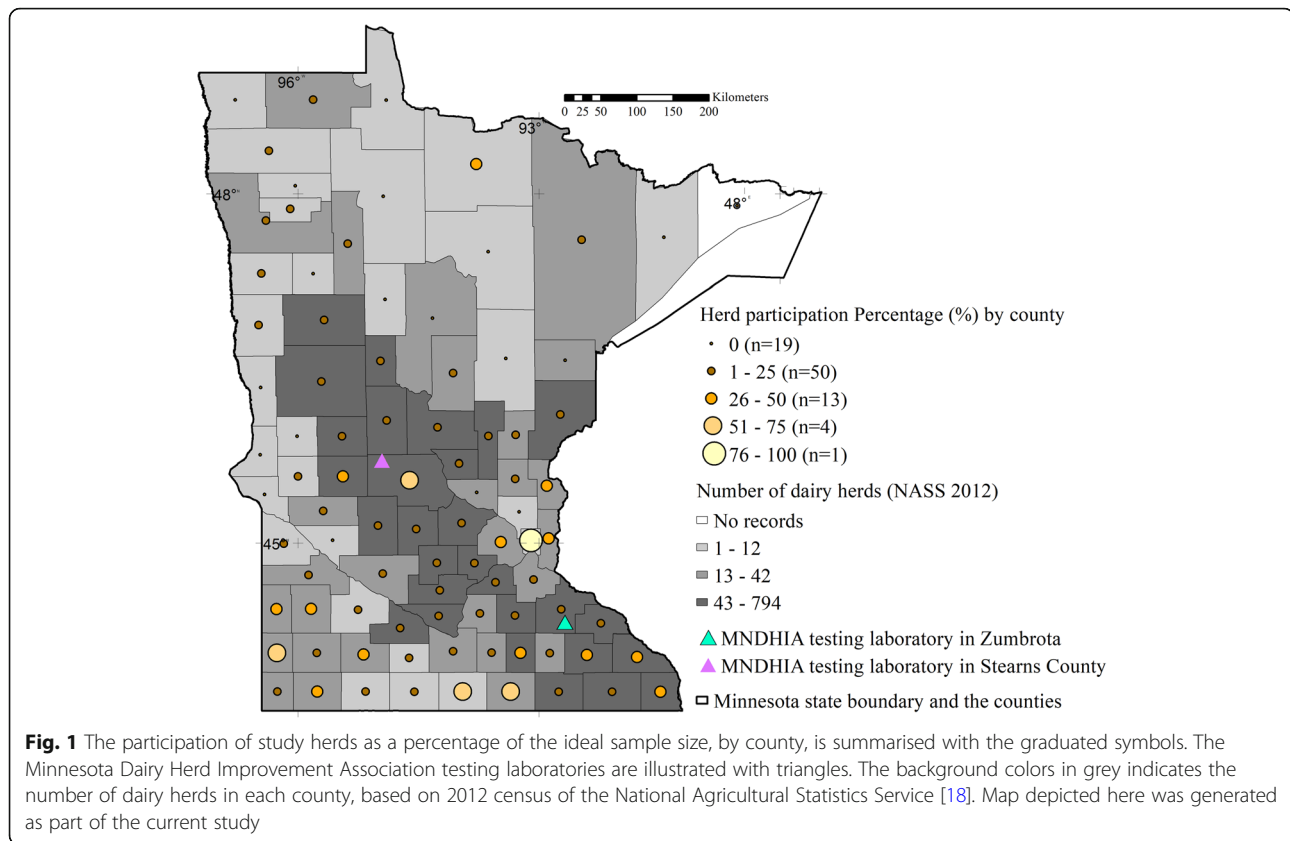 96°
Kilometers
0 25 50 100 150 200
93°
48°
48°
45°
Herd participation Percentage (%) by county
0 (n=19)
1 - 25 (n=50)
26 - 50 (n=13)
51 - 75 (n=4)
76 - 100 (n=1)
Number of dairy herds (NASS 2012)
No records
1 - 12
13 - 42
43 - 794
MNDHIA testing laboratory in Zumbrota
MNDHIA testing laboratory in Stearns County
Minnesota state boundary and the counties
Fig. 1 The participation of study herds as a percentage of the ideal sample size, by county, is summarised with the graduated symbols. The
Minnesota Dairy Herd Improvement Association testing laboratories are illustrated with triangles. The background colors in grey indicates the
number of dairy herds in each county, based on 2012 census of the National Agricultural Statistics Service [18]. Map depicted here was generated
as part of the current study